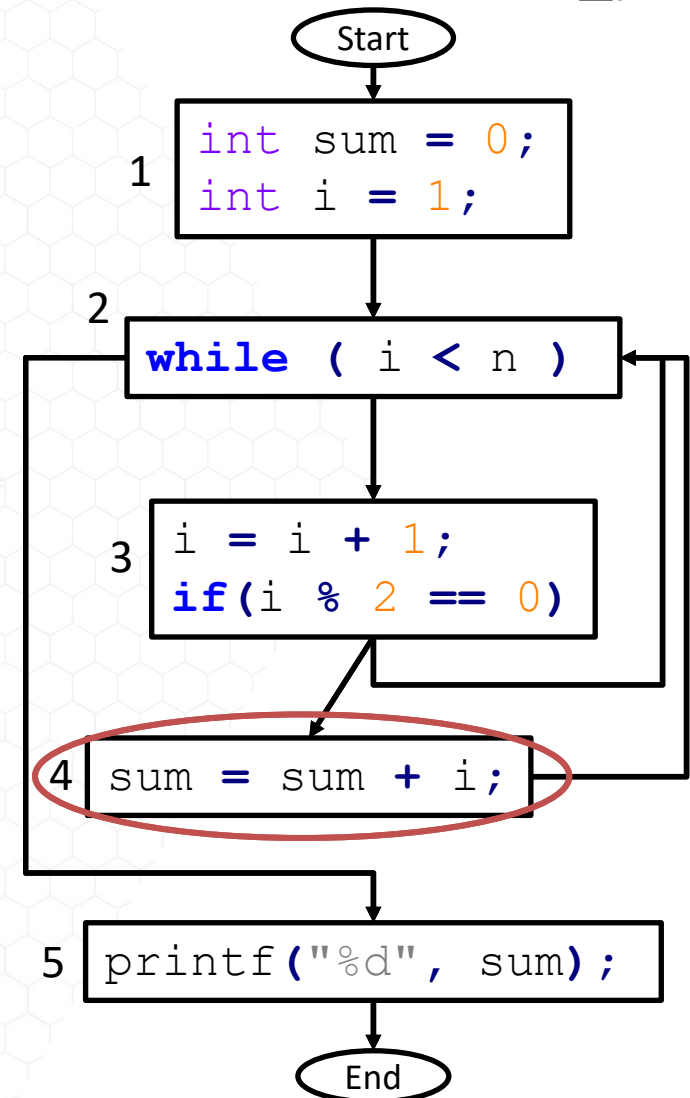 Start
1
int sum = 0;
int i = 1;
2
while ( i < n )
3
i = i + 1;
if(i % 2 == 0)
4
sum = sum + i;
5
printf("%d", sum);
End